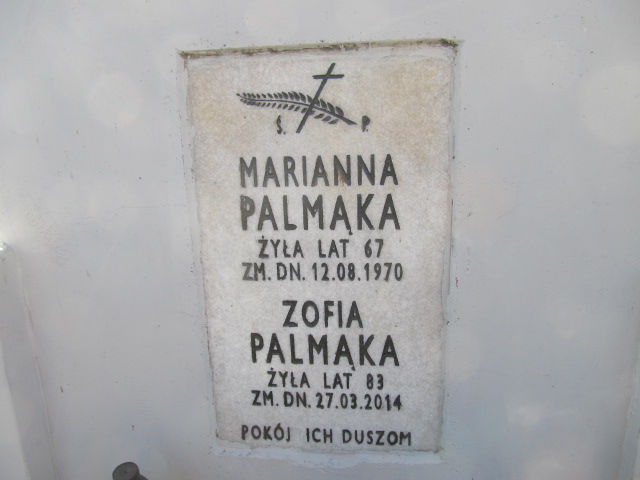 Ś. P.
MARIANNA
PALMĄKA
ŻYŁA LAT 67
ZM. DN. 12.08.1970
ZOFIA
PALMĄKA
ŻYŁA LAT 83
ZM. DN. 27.03.2014
POKÓJ ICH DUSZOM